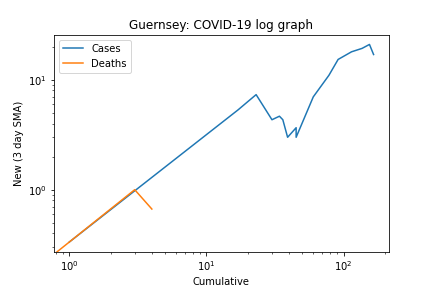 Guernsey: COVID-19 log graph
Cases
Deaths
New (3 day SMA)
10¹
10⁰
10⁰ 10¹ 10²
Cumulative